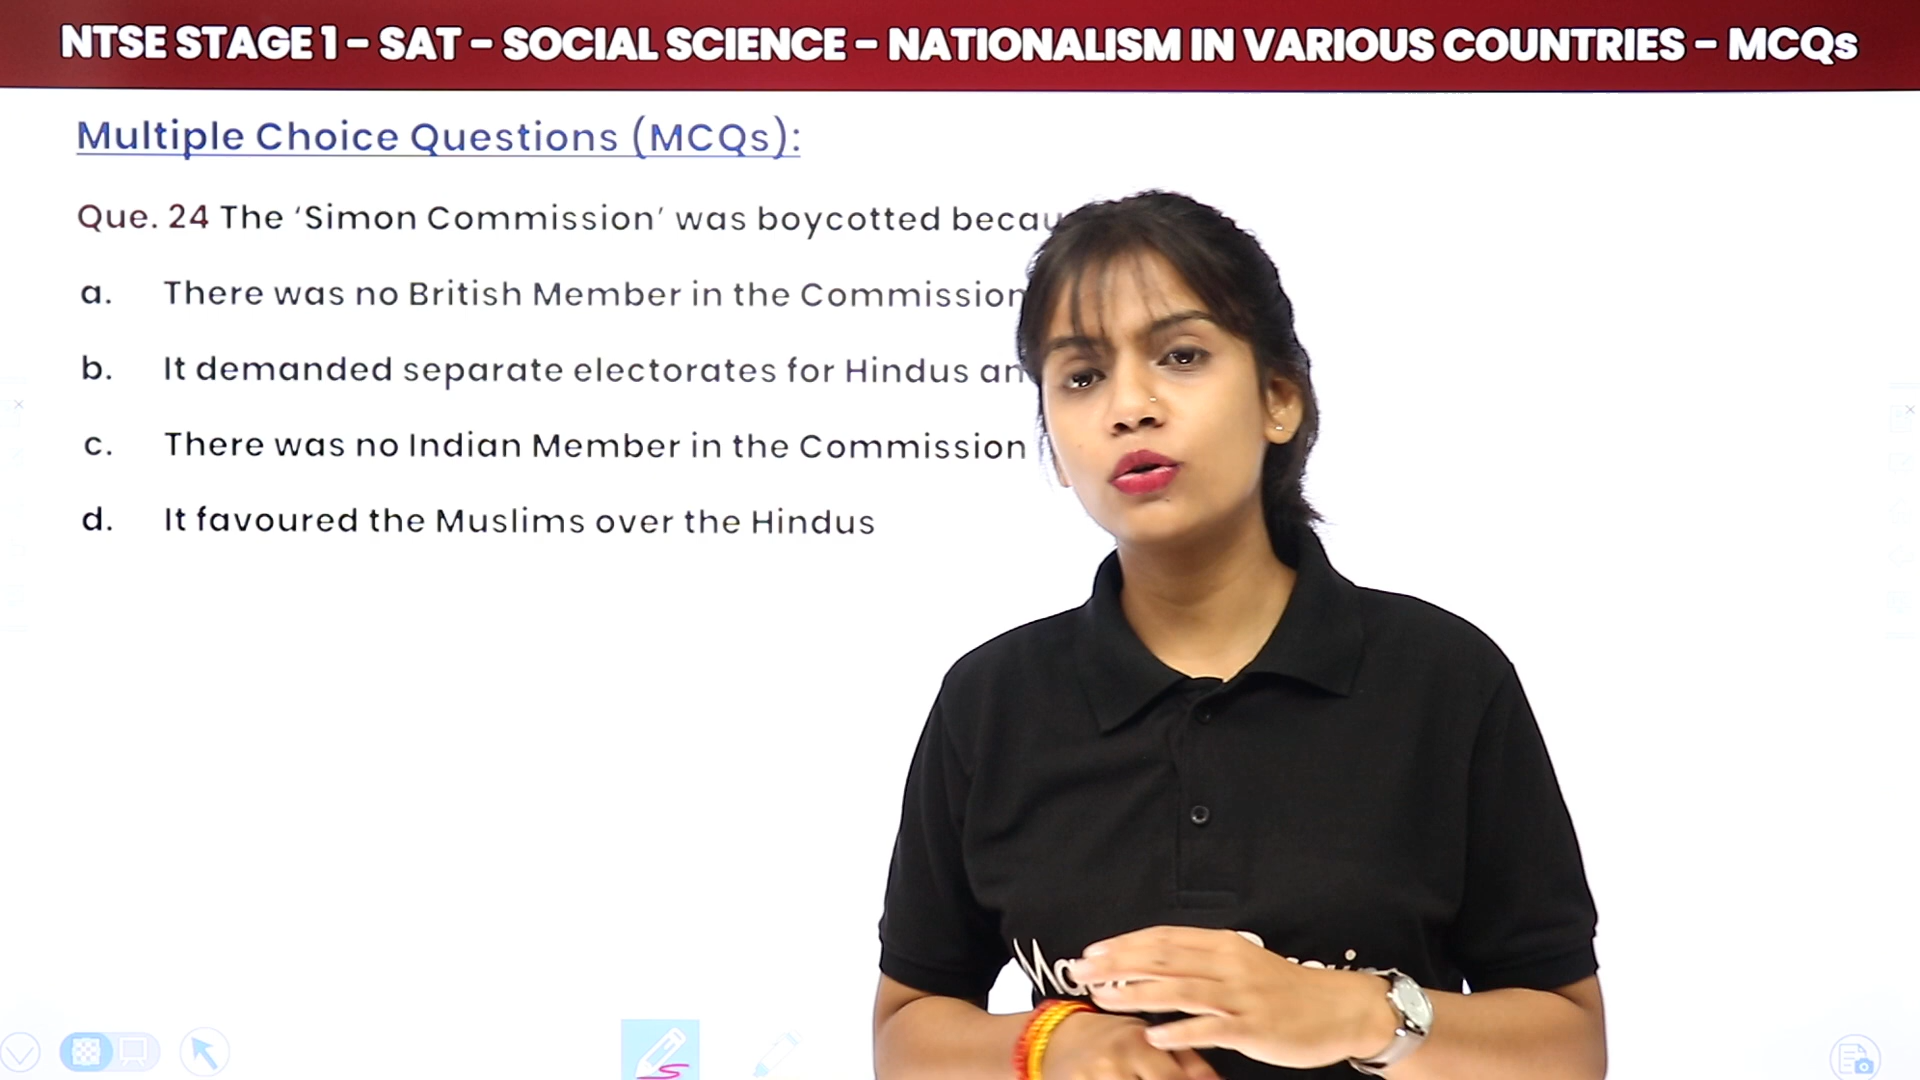 NTSE STAGE 1 - SAT - SOCIAL SCIENCE - NATIONALISM IN VARIOUS COUNTRIES - MCQs
Multiple Choice Questions (MCQs):
Que. 24 The ‘Simon Commission’ was boycotted
a. There was no British Member in the Commission
b. It demanded separate electorates for Hindus
c. There was no Indian Member in the Commission
d. It favoured the Muslims over the Hindus